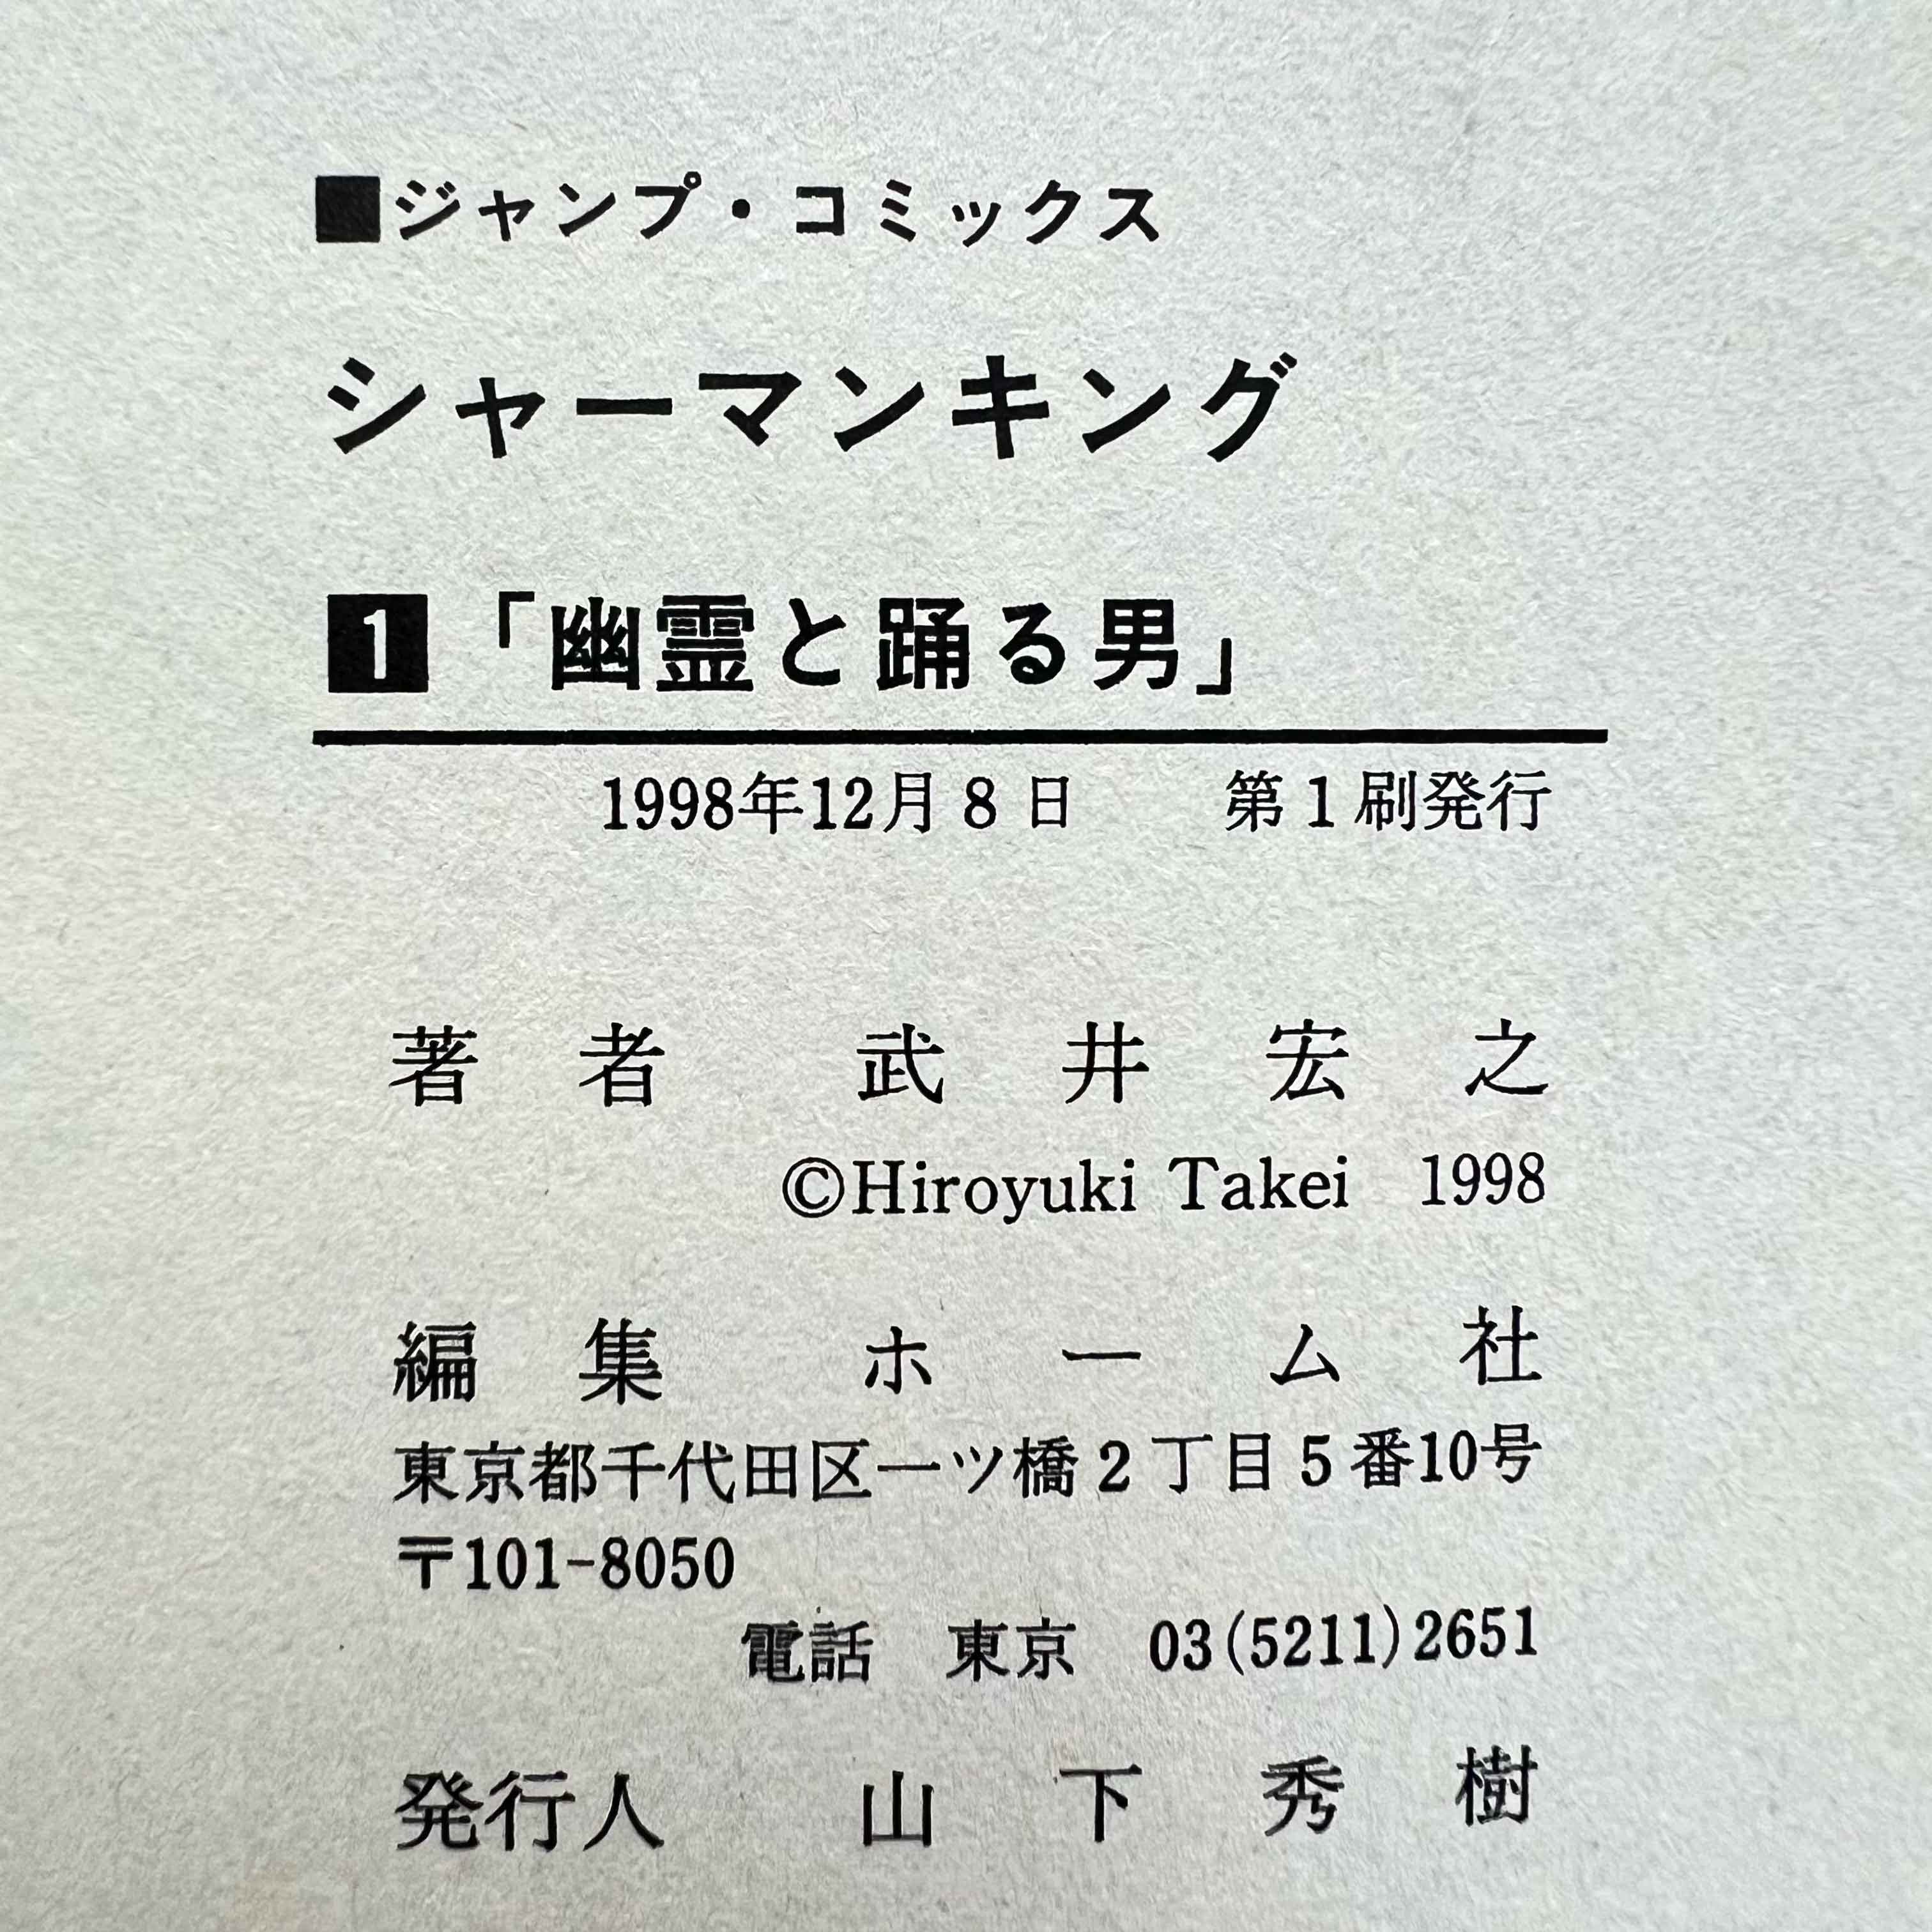 ■ジャンプ・コミックス
シャーマンキング
1「幽霊と踊る男」
1998年12月8日　第1刷発行
著者　武井宏之
©Hiroyuki Takei 1998
編集　ホーム社
東京都千代田区一ツ橋2丁目5番10号
〒101-8050
電話　東京　03(5211)2651
発行人　山下秀樹